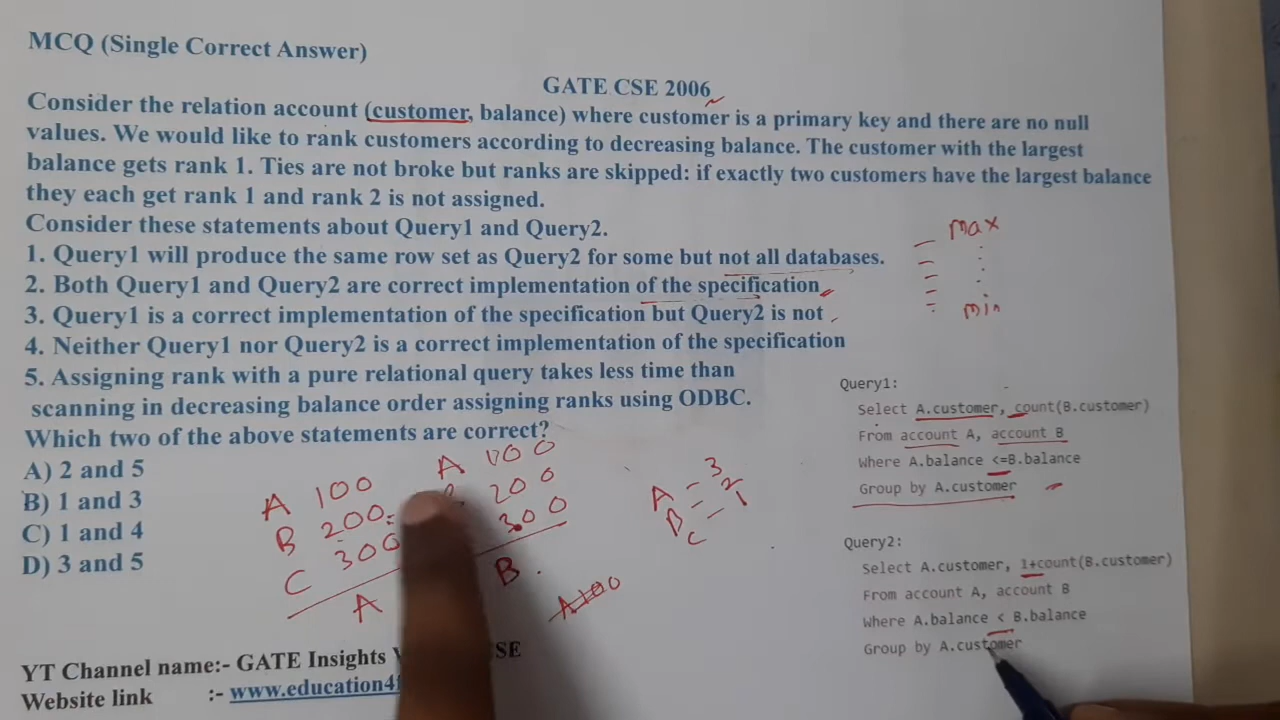 MCQ (Single Correct Answer)
GATE CSE 2006
Consider the relation account (customer, balance) where customer is a primary key and there are no null
values. We would like to rank customers according to decreasing balance. The customer with the largest
balance gets rank 1. Ties are not broke but ranks are skipped: if exactly two customers have the largest balance
they each get rank 1 and rank 2 is not assigned.
Consider these statements about Query1 and Query2.
1. Query1 will produce the same row set as Query2 for some but not all databases.
2. Both Query1 and Query2 are correct implementation of the specification
3. Query1 is a correct implementation of the specification but Query2 is not
4. Neither Query1 nor Query2 is a correct implementation of the specification
5. Assigning rank with a pure relational query takes less time than
scanning in decreasing balance order assigning ranks using ODBC.
Which two of the above statements are correct?
A) 2 and 5
B) 1 and 3
C) 1 and 4
D) 3 and 5
max
min
A 100
B 200
C 300
A
A 100
200
300
B
A 100
A - 3
B - 2
C - 1
Query1:
Select A.customer, count(B.customer)
From account A, account B
Where A.balance <=B.balance
Group by A.customer
Query2:
Select A.customer, 1+count(B.customer)
From account A, account B
Where A.balance < B.balance
Group by A.customer
YT Channel name:- GATE Insights
SE
Website link :- www.education4